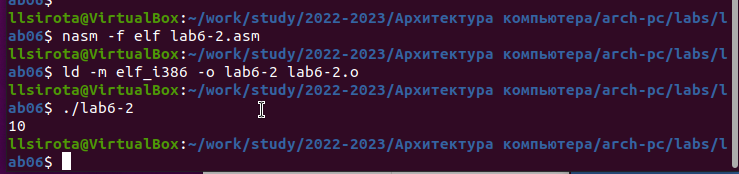 llsirota@VirtualBox:~/work/study/2022-2023/Архитектура компьютера/arch-pc/labs/l
ab06$ nasm -f elf lab6-2.asm
llsirota@VirtualBox:~/work/study/2022-2023/Архитектура компьютера/arch-pc/labs/l
ab06$ ld -m elf_i386 -o lab6-2 lab6-2.o
llsirota@VirtualBox:~/work/study/2022-2023/Архитектура компьютера/arch-pc/labs/l
ab06$ ./lab6-2
10
llsirota@VirtualBox:~/work/study/2022-2023/Архитектура компьютера/arch-pc/labs/l
ab06$